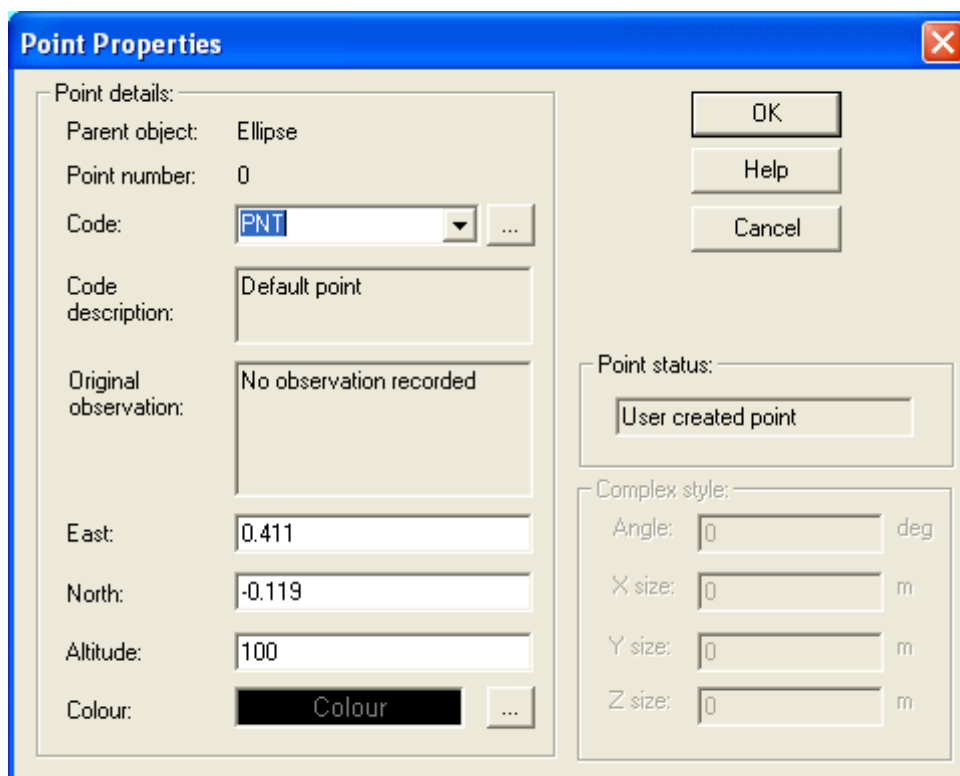 Point Properties
Point details:
Parent object: Ellipse
Point number: 0
Code: PNT ...
Code description: Default point
Original observation: No observation recorded
East: 0.411
North: -0.119
Altitude: 100
Colour: Colour ...
OK
Help
Cancel
Point status:
User created point
Complex style:
Angle: 0 deg
X size: 0 m
Y size: 0 m
Z size: 0 m